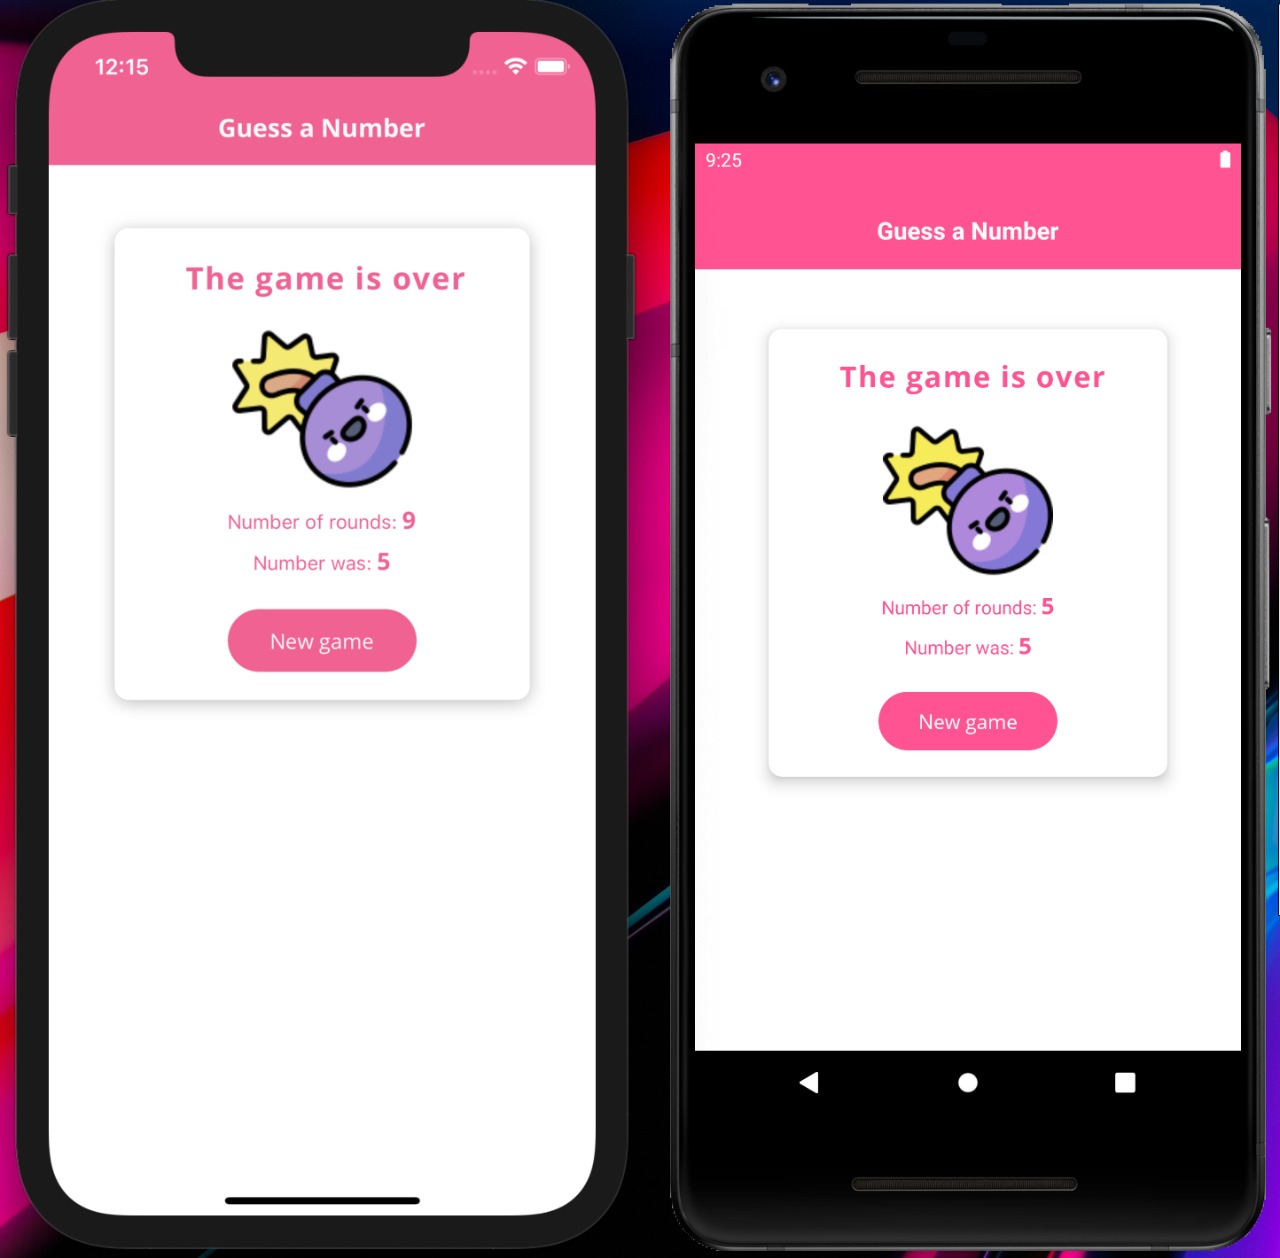 12:15
Guess a Number
The game is over
Number of rounds: 9
Number was: 5
New game
9:25
Guess a Number
The game is over
Number of rounds: 5
Number was: 5
New game